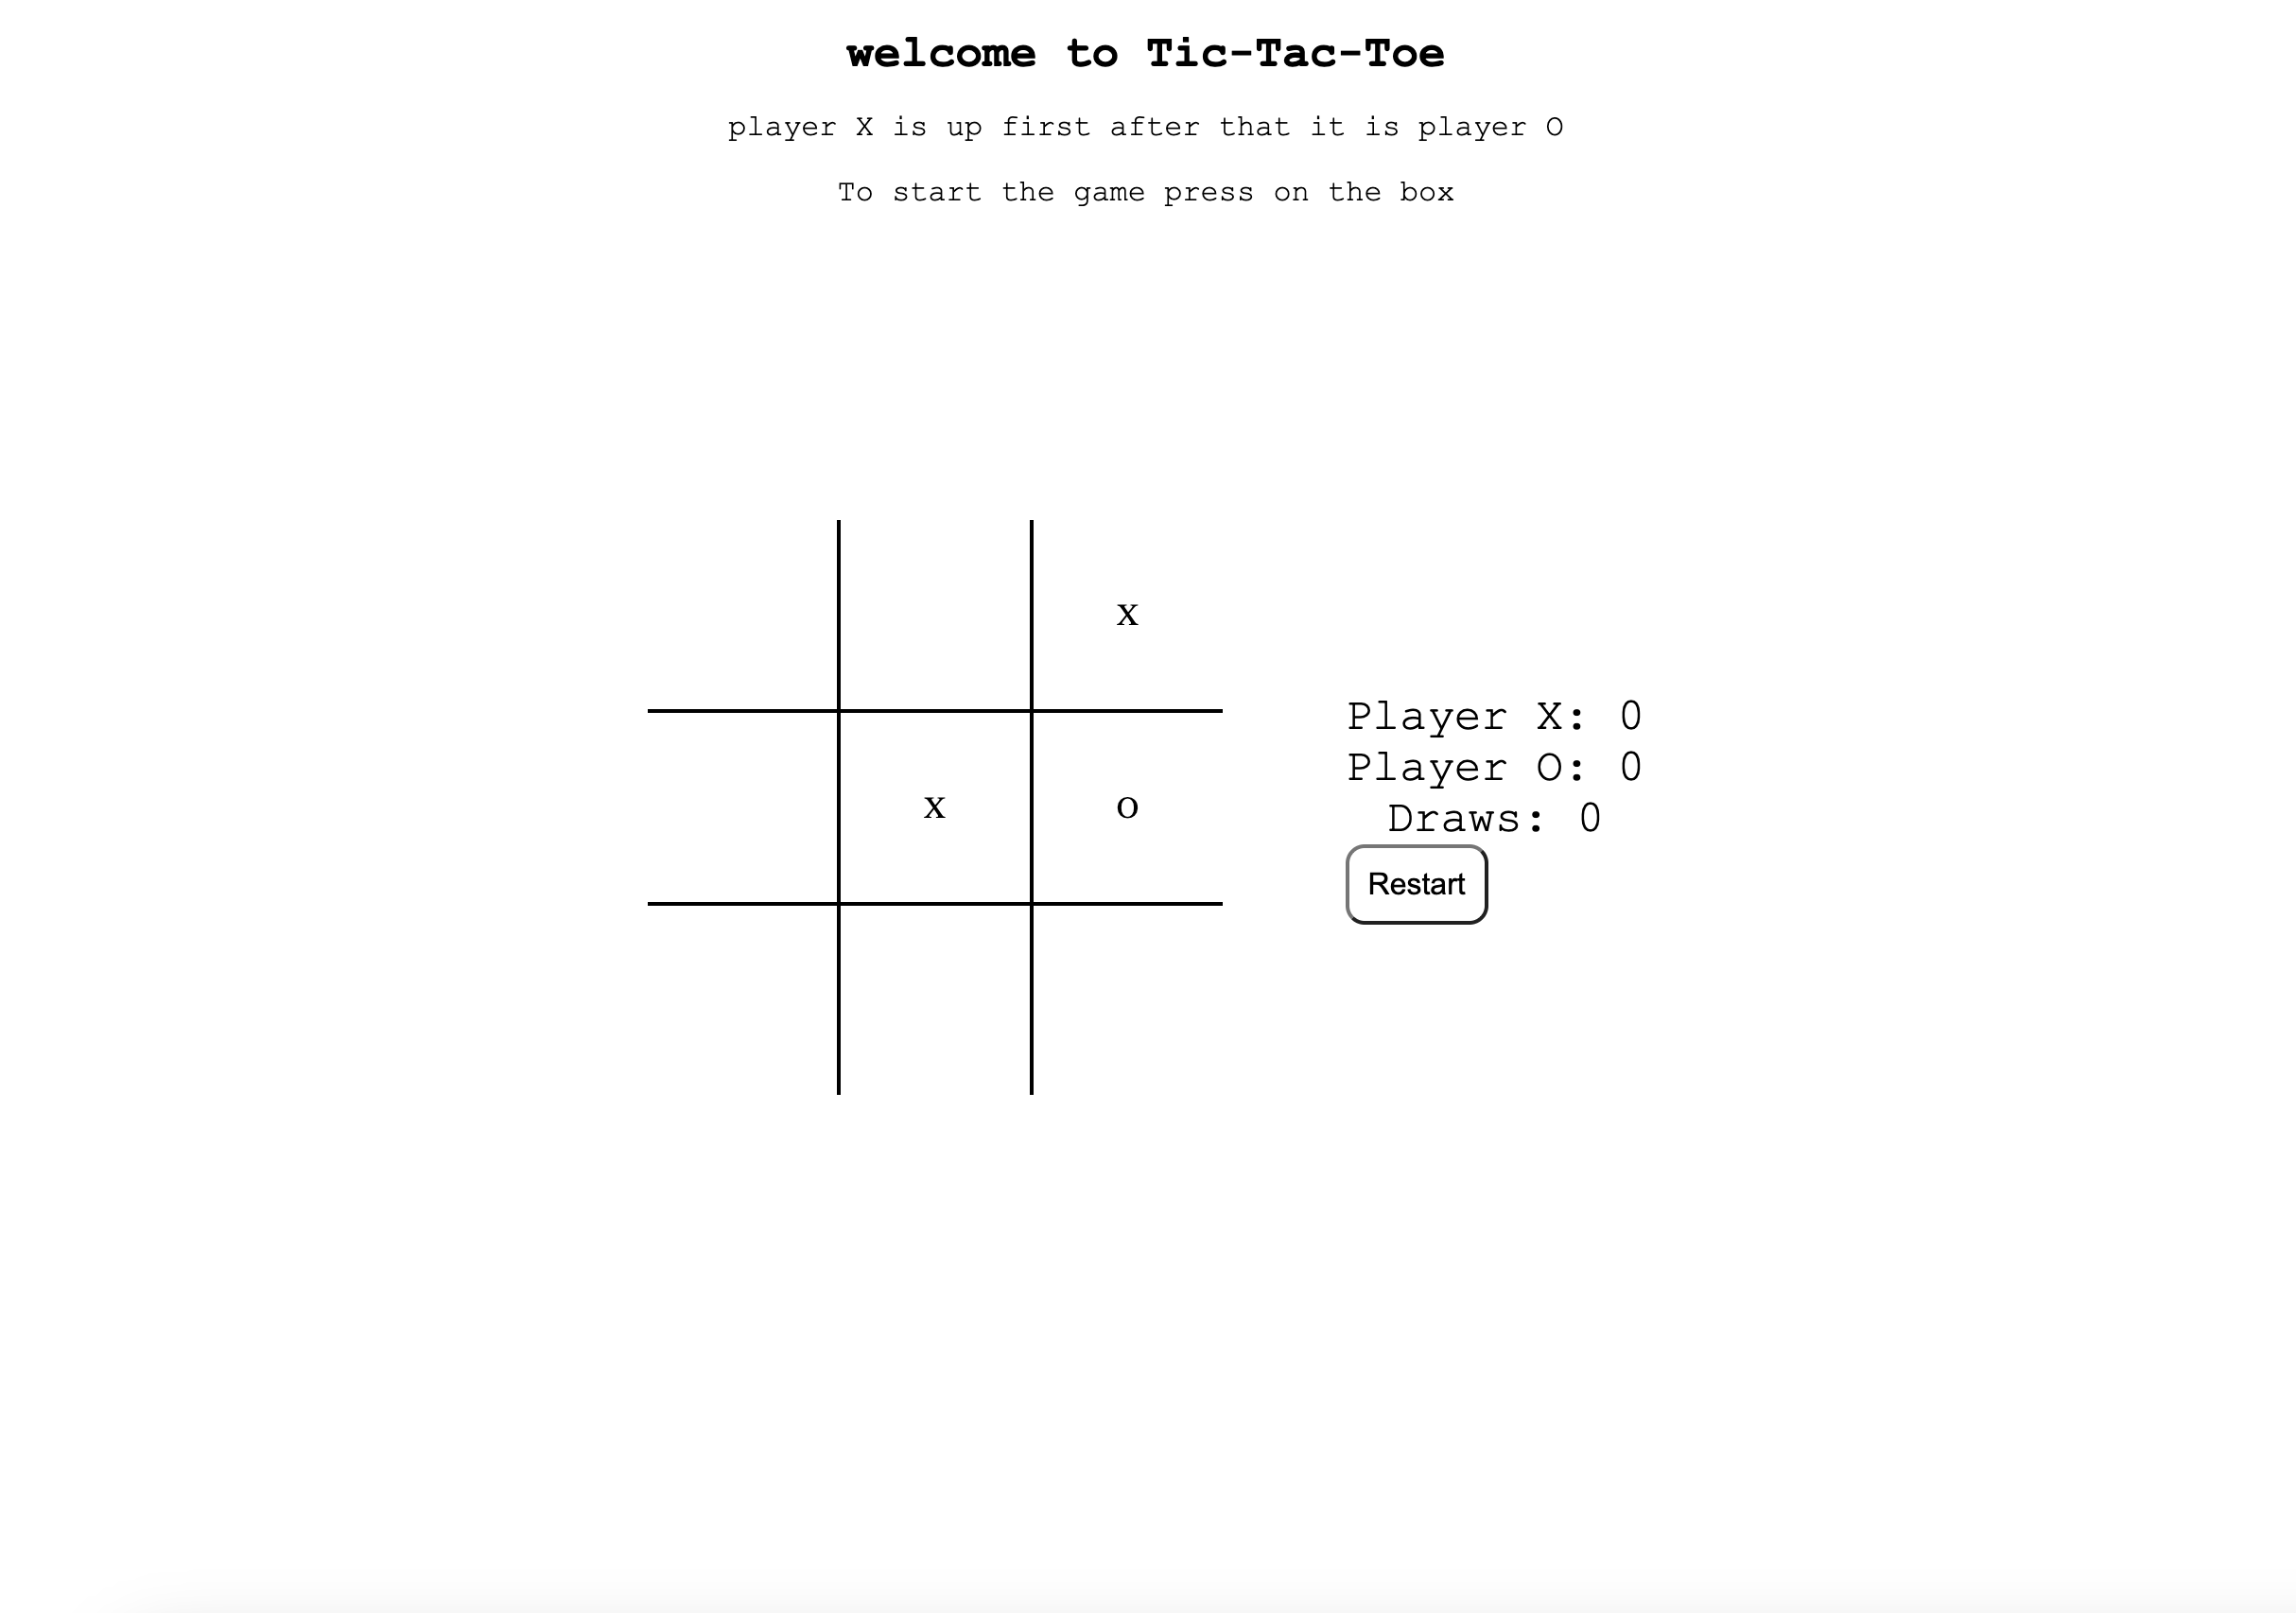 welcome to Tic-Tac-Toe
player X is up first after that it is player O
To start the game press on the box
x
x o
Player X: 0
Player O: 0
Draws: 0
Restart